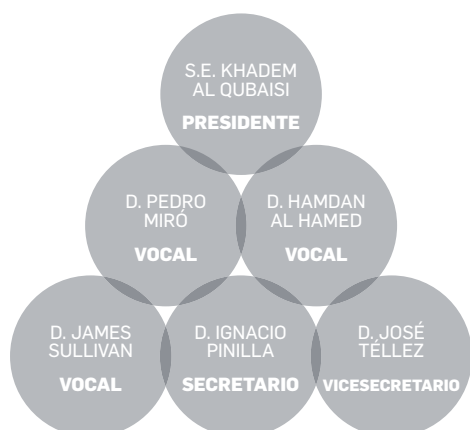 S.E. KHADEM
AL QUBAISI
PRESIDENTE
D. PEDRO
MIRÓ
VOCAL
D. HAMDAN
AL HAMED
VOCAL
D. JAMES
SULLIVAN
VOCAL
D. IGNACIO
PINILLA
SECRETARIO
D. JOSÉ
TÉLLEZ
VICESECRETARIO